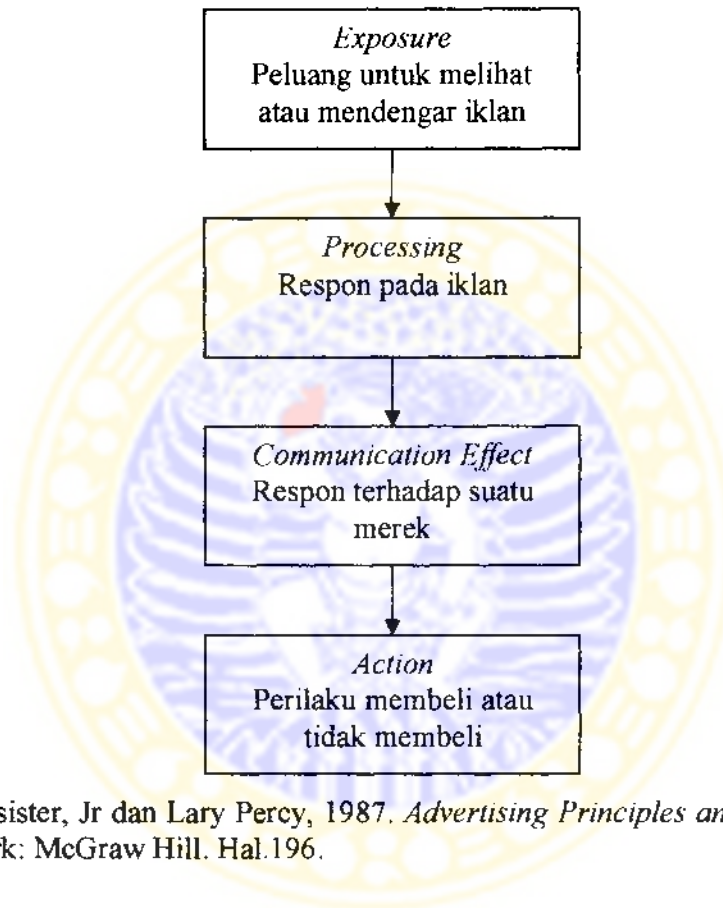 Exposure
Peluang untuk melihat
atau mendengar iklan
Processing
Respon pada iklan
Communication Effect
Respon terhadap suatu
merek
Action
Perilaku membeli atau
tidak membeli
sister, Jr dan Lary Percy, 1987. Advertising Principles an
rk: McGraw Hill. Hal.196.